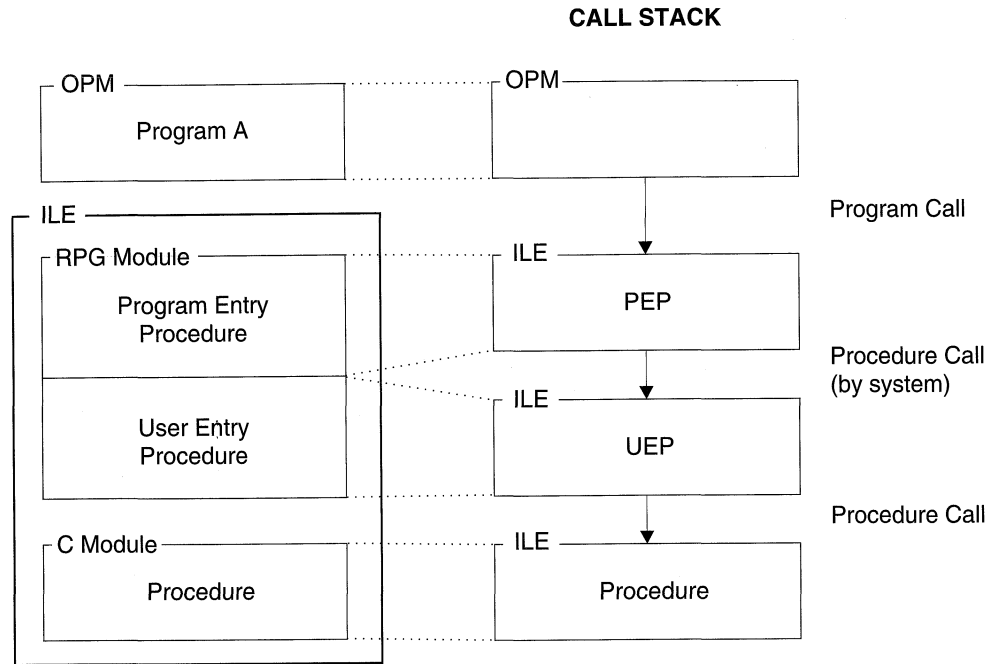 CALL STACK
OPM
Program A
OPM
Program Call
ILE
RPG Module
Program Entry
Procedure
ILE
PEP
Procedure Call
(by system)
User Entry
Procedure
ILE
UEP
Procedure Call
C Module
Procedure
ILE
Procedure